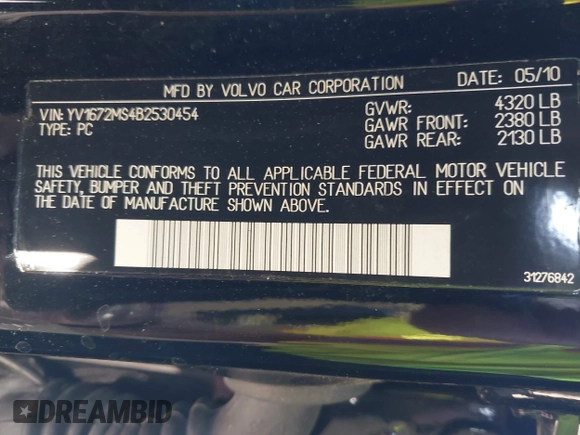 MFD BY VOLVO CAR CORPORATION DATE: 05/10
VIN: YV1672MS4B2530454 GVWR: 4320 LB
TYPE: PC GAWR FRONT: 2380 LB
GAWR REAR: 2130 LB
THIS VEHICLE CONFORMS TO ALL APPLICABLE FEDERAL MOTOR VEHICLE
SAFETY, BUMPER AND THEFT PREVENTION STANDARDS IN EFFECT ON
THE DATE OF MANUFACTURE SHOWN ABOVE.
31276842
DREAMBID